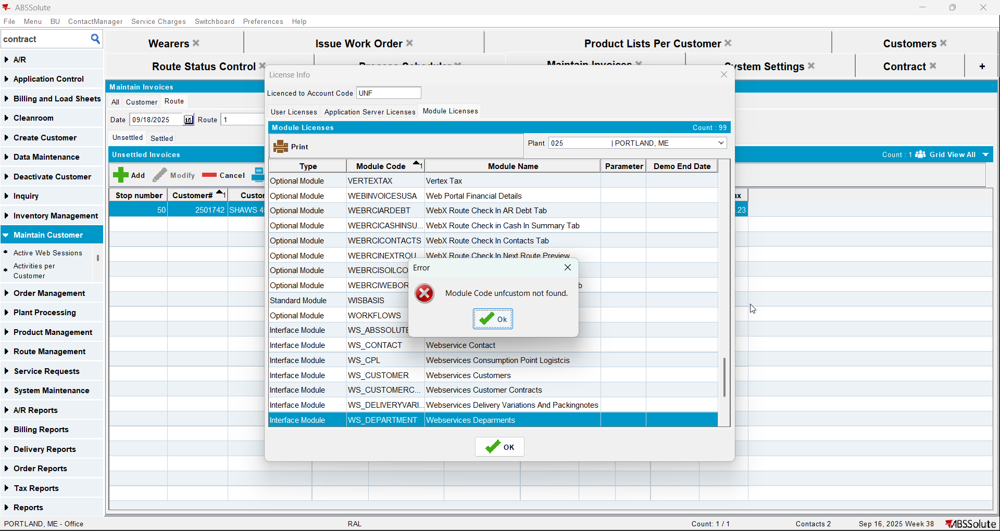 ABSSolute
File Menu BU ContactManager Service Charges Switchboard Preferences Help
contract
Wearers
Issue Work Order
Product Lists Per Customer
Customers
Route Status Control
Process Scheduler
Maintain Invoices
System Settings
Contract
+
A/R
Application Control
Billing and Load Sheets
Cleanroom
Create Customer
Data Maintenance
Deactivate Customer
Inquiry
Inventory Management
Maintain Customer
Active Web Sessions
Activities per
Customer
Order Management
Plant Processing
Product Management
Route Management
Service Requests
System Maintenance
A/R Reports
Billing Reports
Delivery Reports
Order Reports
Tax Reports
Reports
Maintain Invoices
All Customer Route
Date 09/18/2025 15 Route 1
Unsettled Settled
Unsettled Invoices
Count : 1 Grid View All
Add Modify Cancel
Stop number Customer# 1 Custo
ax
50 2501742 SHAWS 4
.23
License Info
Licenced to Account Code UNF
User Licenses Application Server Licenses Module Licenses
Module Licenses Count : 99
Print
Plant 025 | PORTLAND, ME
Type Module Code 1 Module Name Parameter Demo End Date
Optional Module VERTEXTAX Vertex Tax
Optional Module WEBINVOICESUSA Web Portal Financial Details
Optional Module WEBRCIARDEBT WebX Route Check In AR Debt Tab
Optional Module WEBRCICASHINSU... WebX Route Check in Cash In Summary Tab
Optional Module WEBRCICONTACTS WebX Route Check In Contacts Tab
Optional Module WEBRCINEXTROU WebX Route Check In Next Route Preview
Optional Module WEBRCISOILCO
Optional Module WEBRCIWEBOR b
Standard Module WISBASIS
Optional Module WORKFLOWS
Interface Module WS_ABSSOLUTE
Interface Module WS_CONTACT Webservice Contact
Interface Module WS_CPL Webservices Consumption Point Logistcis
Interface Module WS_CUSTOMER Webservices Customers
Interface Module WS_CUSTOMERC... Webservices Customer Contracts
Interface Module WS_DELIVERYVARI... Webservices Delivery Variations And Packingnotes
Interface Module WS_DEPARTMENT Webservices Deparments
OK
Error
Module Code unfcustom not found.
Ok
PORTLAND, ME - Office RAL Count: 1 / 1 Contacts 2 Sep 16, 2025 Week 38 ABSSolute